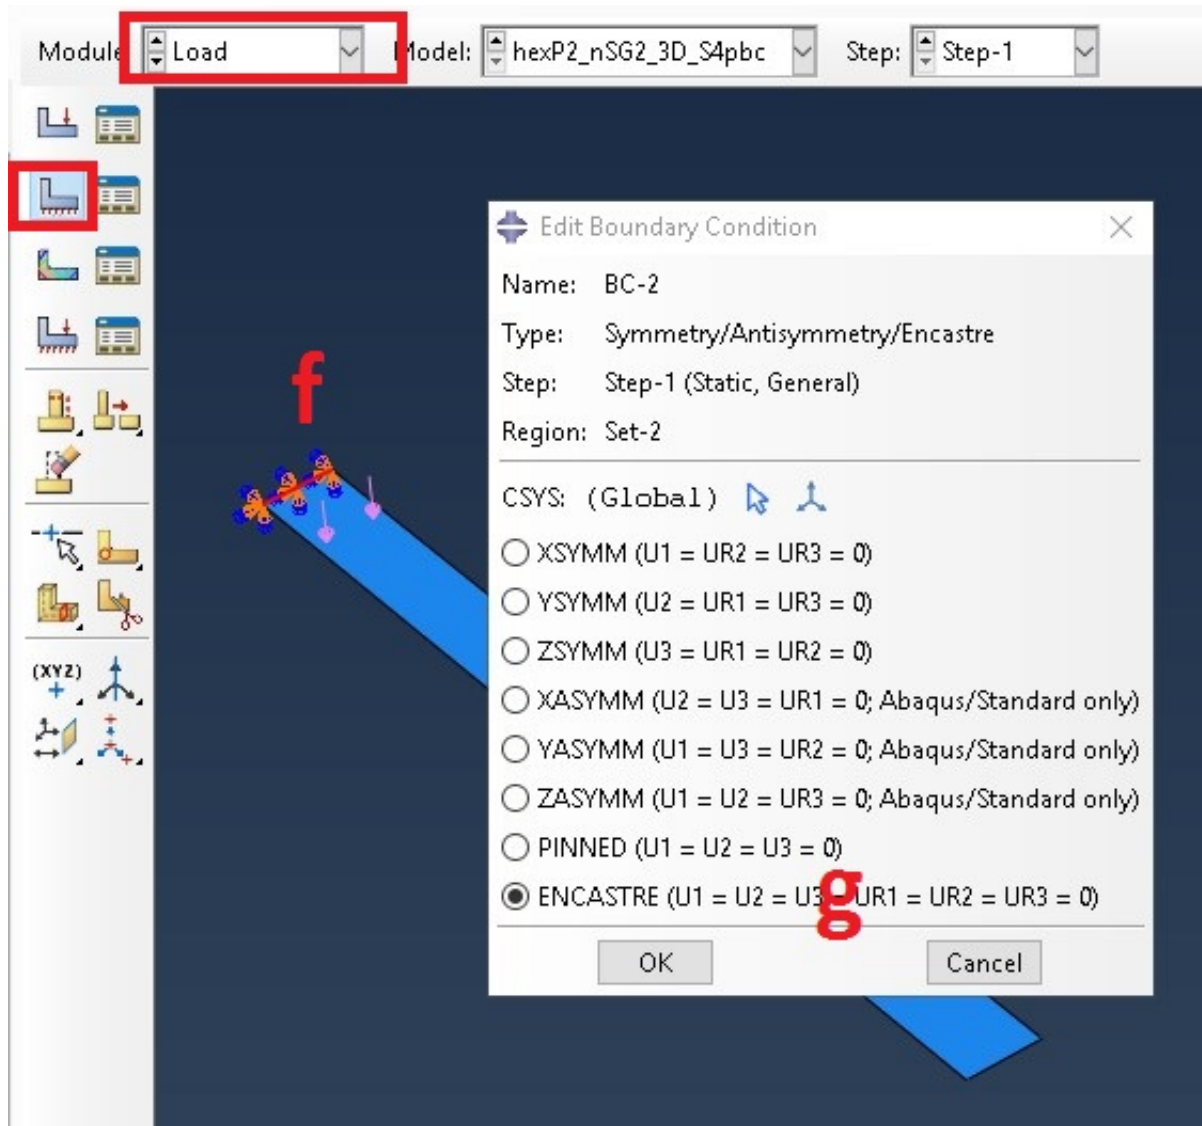 Module: Load Model: hexP2_nSG2_3D_S4pbc Step: Step-1
Edit Boundary Condition
Name: BC-2
Type: Symmetry/Antisymmetry/Encastre
Step: Step-1 (Static, General)
Region: Set-2
f
CSYS: (Global)
XSYMM (U1 = UR2 = UR3 = 0)
YSYMM (U2 = UR1 = UR3 = 0)
ZSYMM (U3 = UR1 = UR2 = 0)
(XYZ)
XASYMM (U2 = U3 = UR1 = 0; Abaqus/Standard only)
YASYMM (U1 = U3 = UR2 = 0; Abaqus/Standard only)
ZASYMM (U1 = U2 = UR3 = 0; Abaqus/Standard only)
PINNED (U1 = U2 = U3 = 0)
ENCASTRE (U1 = U2 = U3 = UR1 = UR2 = UR3 = 0)
g
OK Cancel